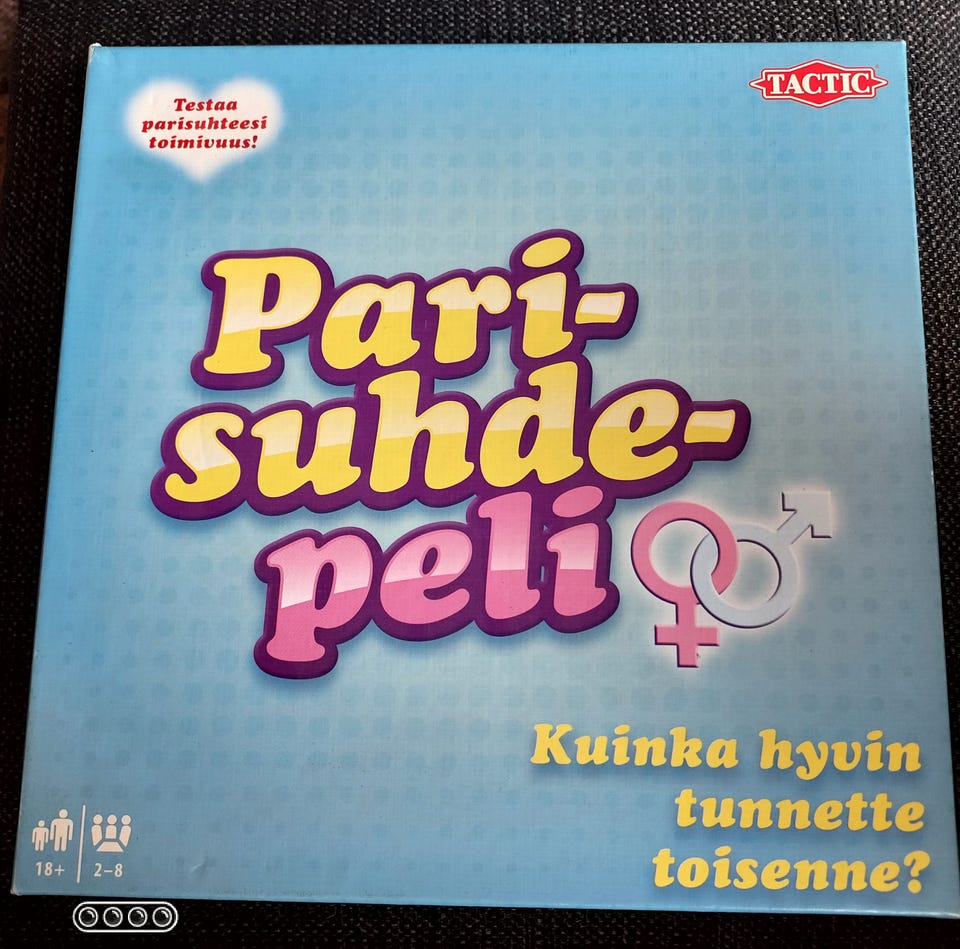 Testaa
parisuhteesi
toimivuus!
TACTIC
Pari-
suhde-
peli
Kuinka hyvin
tunnette
toisenne?
18+
2-8